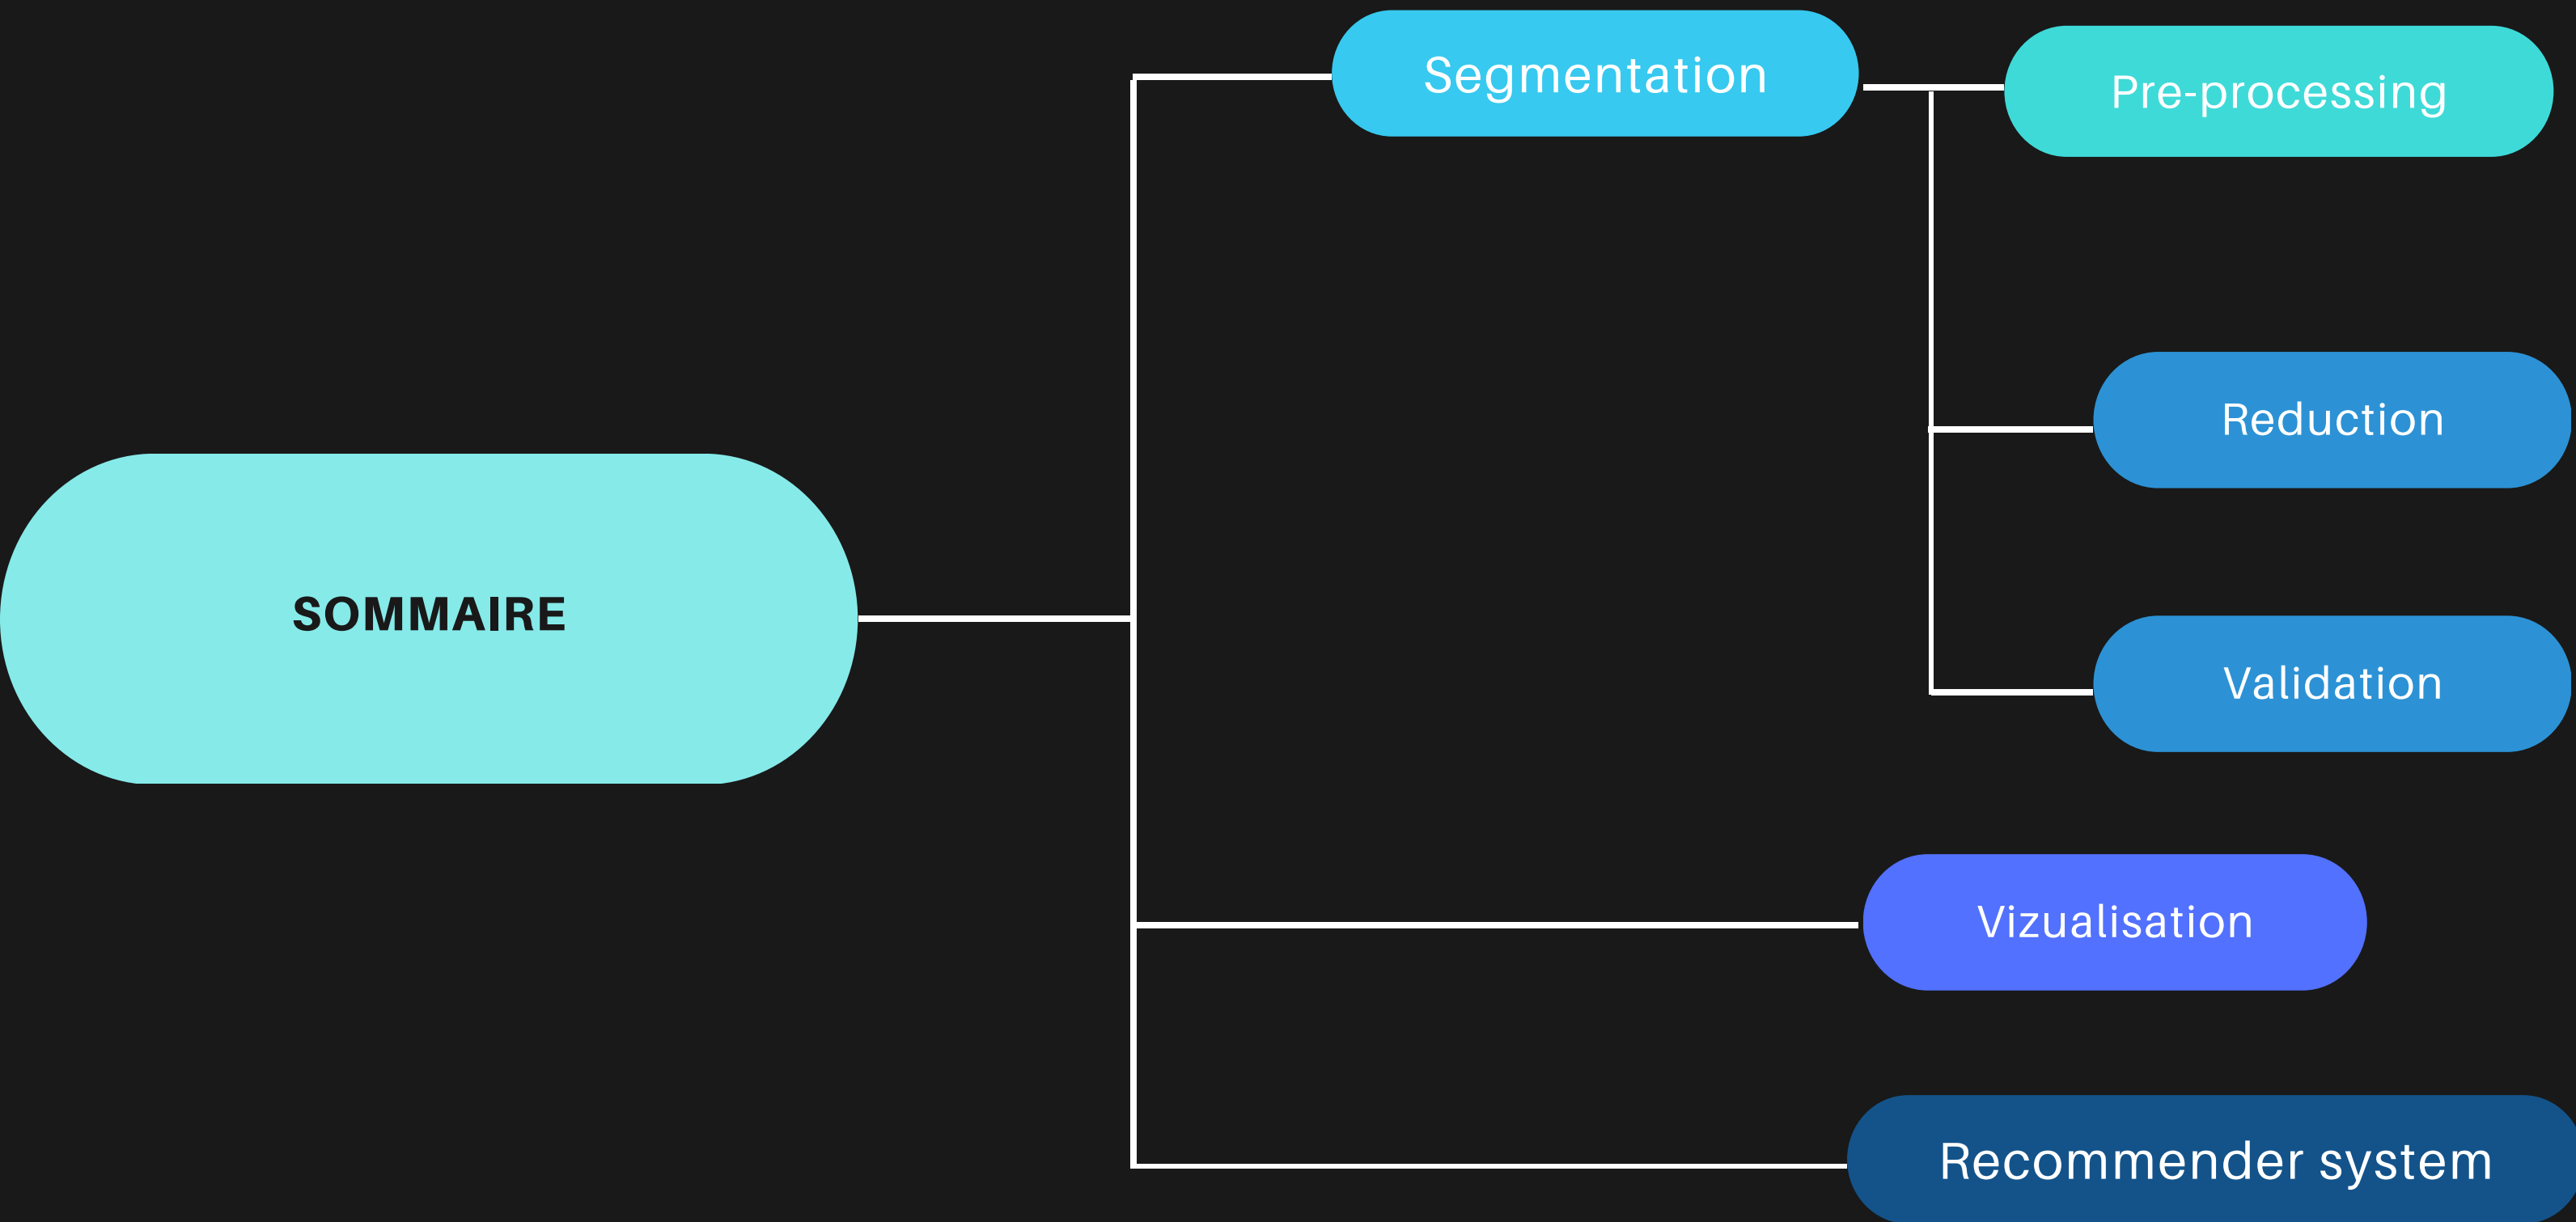 SOMMAIRE
Segmentation
Pre-processing
Reduction
Validation
Vizualisation
Recommender system